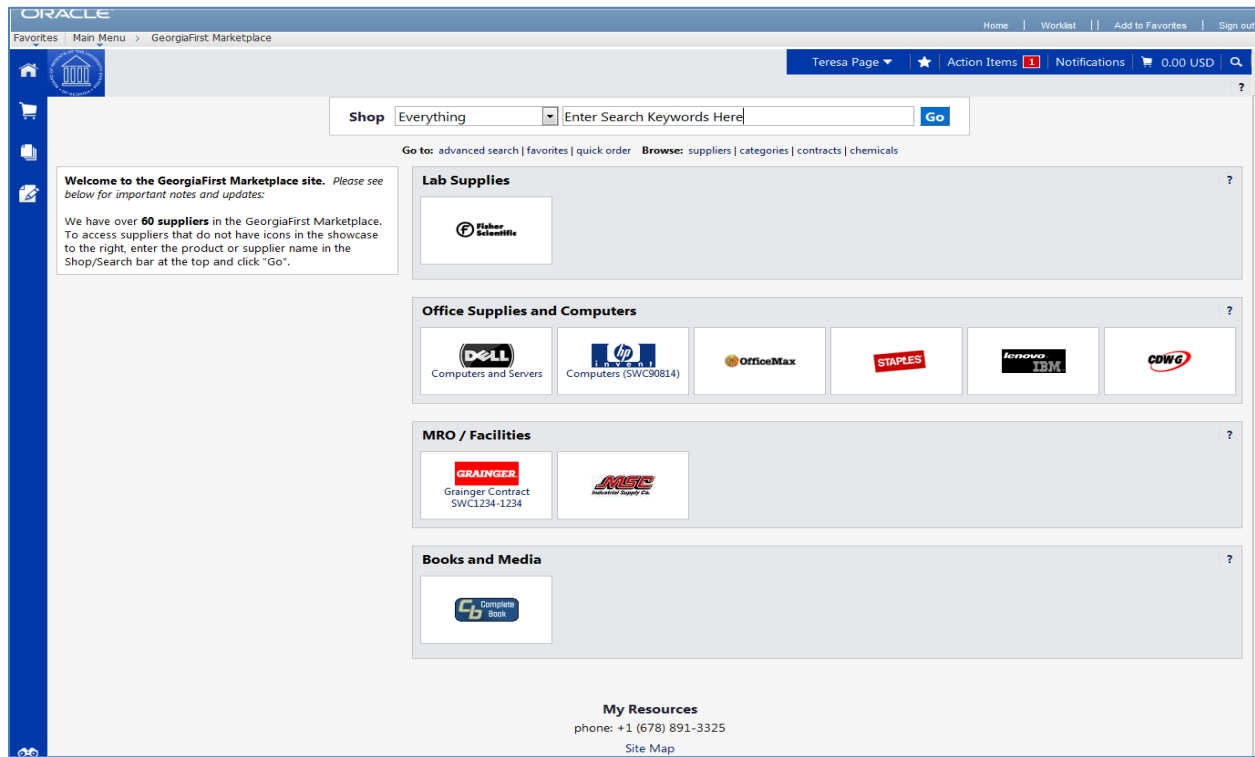 ORACLE
Home | Worklist || Add to Favorites | Sign out
Favorites Main Menu > GeorgiaFirst Marketplace
Teresa Page Action Items 1 Notifications 0.00 USD
?
Shop Everything Enter Search Keywords Here Go
Go to: advanced search | favorites | quick order Browse: suppliers | categories | contracts | chemicals
Welcome to the GeorgiaFirst Marketplace site. Please see
below for important notes and updates:
We have over 60 suppliers in the GeorgiaFirst Marketplace.
To access suppliers that do not have icons in the showcase
to the right, enter the product or supplier name in the
Shop/Search bar at the top and click "Go".
Lab Supplies ?
Fisher
Scientific
Office Supplies and Computers ?
DELL
Computers and Servers
hp
invent
Computers (SWC90814)
OfficeMax
STAPLES
lenovo
IBM
CDWG
MRO / Facilities ?
GRAINGER
Grainger Contract
SWC1234-1234
MSC
Industrial Supply Co.
Books and Media ?
Cb Complete
Book
My Resources
phone: +1 (678) 891-3325
Site Map